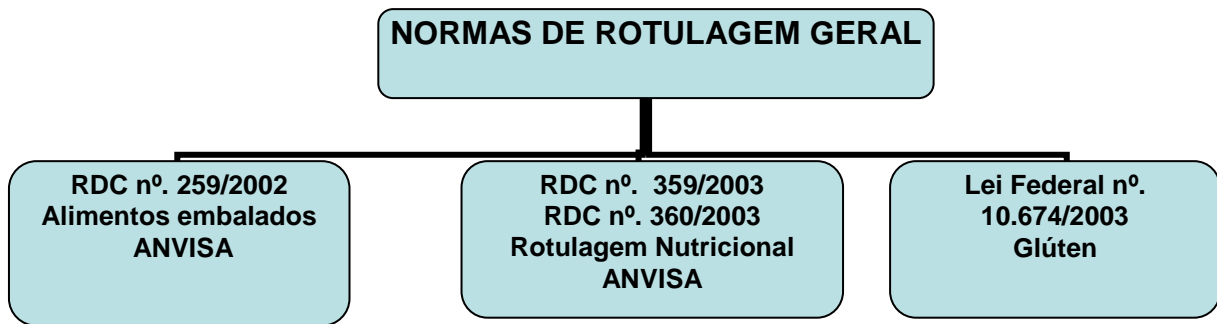 NORMAS DE ROTULAGEM GERAL
RDC nº. 259/2002
Alimentos embalados
ANVISA
RDC nº. 359/2003
RDC nº. 360/2003
Rotulagem Nutricional
ANVISA
Lei Federal nº.
10.674/2003
Glúten